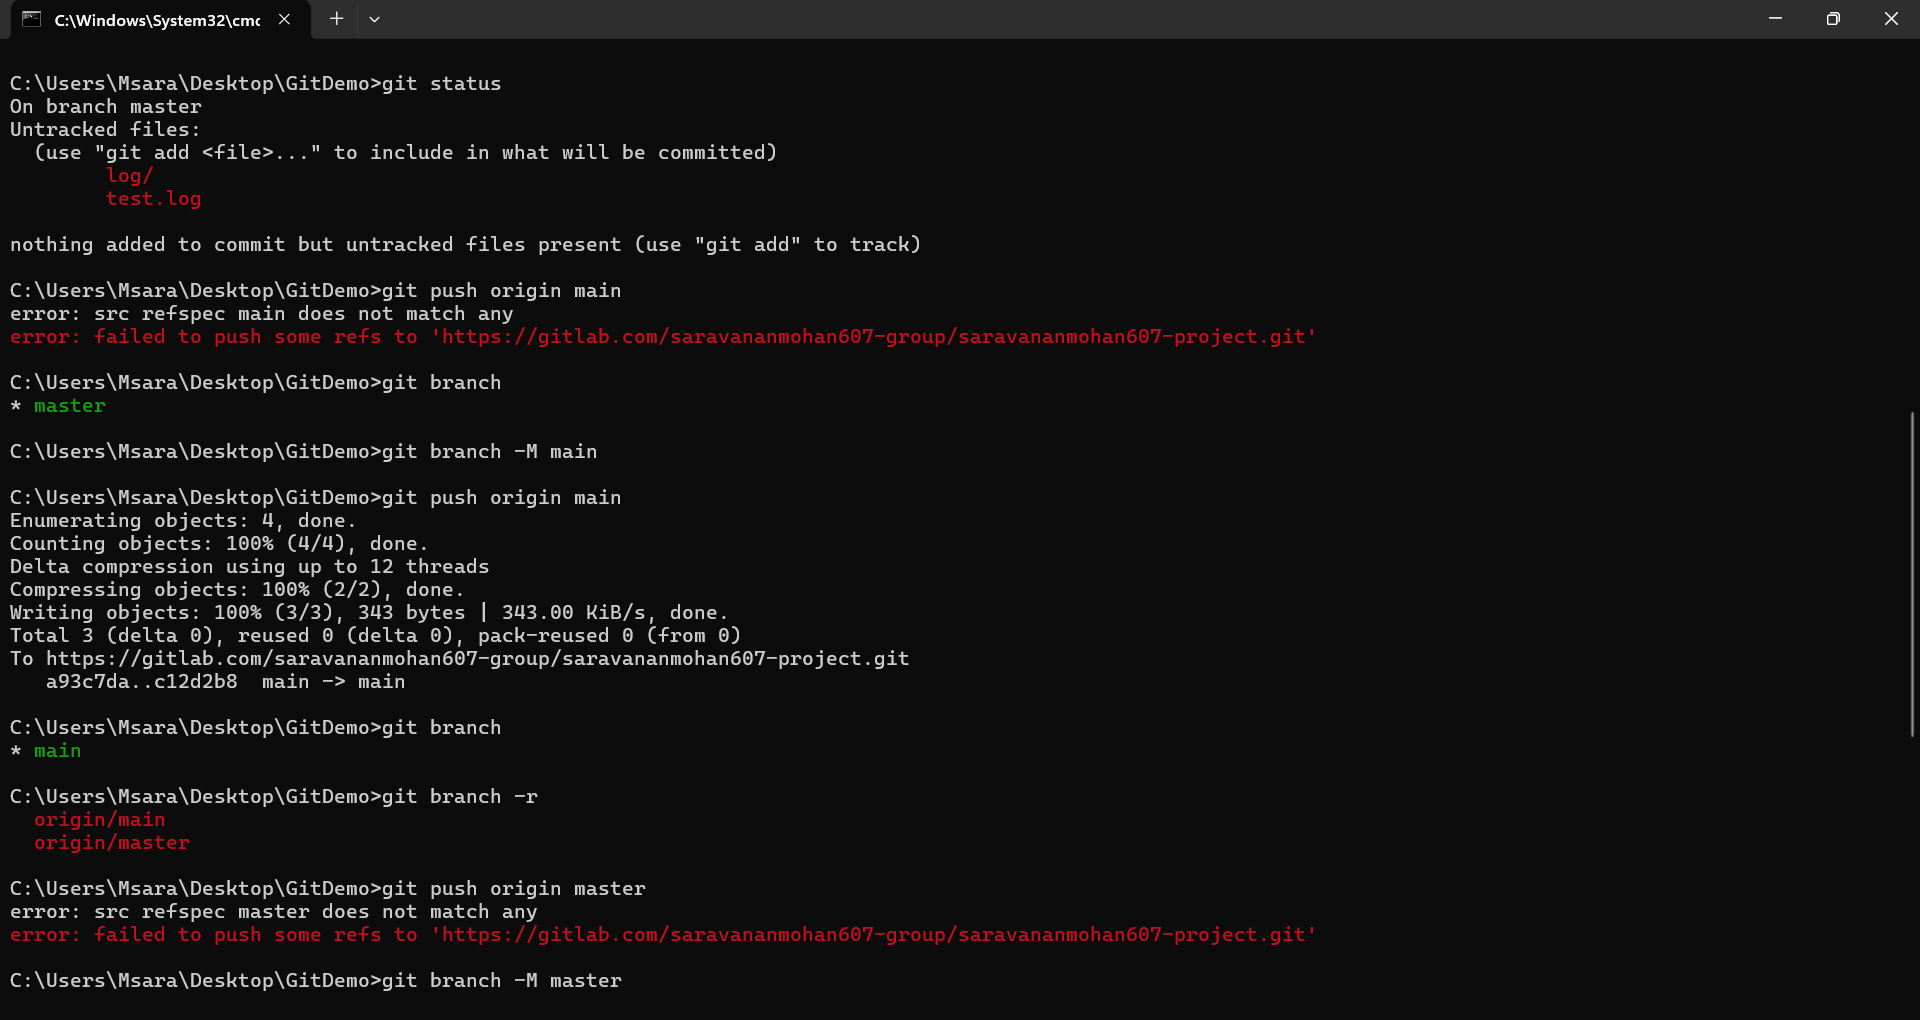 C:\Windows\System32\cmc
C:\Users\Msara\Desktop\GitDemo>git status
On branch master
Untracked files:
  (use "git add <file>..." to include in what will be committed)
        log/
        test.log
nothing added to commit but untracked files present (use "git add" to track)
C:\Users\Msara\Desktop\GitDemo>git push origin main
error: src refspec main does not match any
error: failed to push some refs to 'https://gitlab.com/saravananmohan607-group/saravananmohan607-project.git'
C:\Users\Msara\Desktop\GitDemo>git branch
* master
C:\Users\Msara\Desktop\GitDemo>git branch -M main
C:\Users\Msara\Desktop\GitDemo>git push origin main
Enumerating objects: 4, done.
Counting objects: 100% (4/4), done.
Delta compression using up to 12 threads
Compressing objects: 100% (2/2), done.
Writing objects: 100% (3/3), 343 bytes | 343.00 KiB/s, done.
Total 3 (delta 0), reused 0 (delta 0), pack-reused 0 (from 0)
To https://gitlab.com/saravananmohan607-group/saravananmohan607-project.git
   a93c7da..c12d2b8  main -> main
C:\Users\Msara\Desktop\GitDemo>git branch
* main
C:\Users\Msara\Desktop\GitDemo>git branch -r
  origin/main
  origin/master
C:\Users\Msara\Desktop\GitDemo>git push origin master
error: src refspec master does not match any
error: failed to push some refs to 'https://gitlab.com/saravananmohan607-group/saravananmohan607-project.git'
C:\Users\Msara\Desktop\GitDemo>git branch -M master